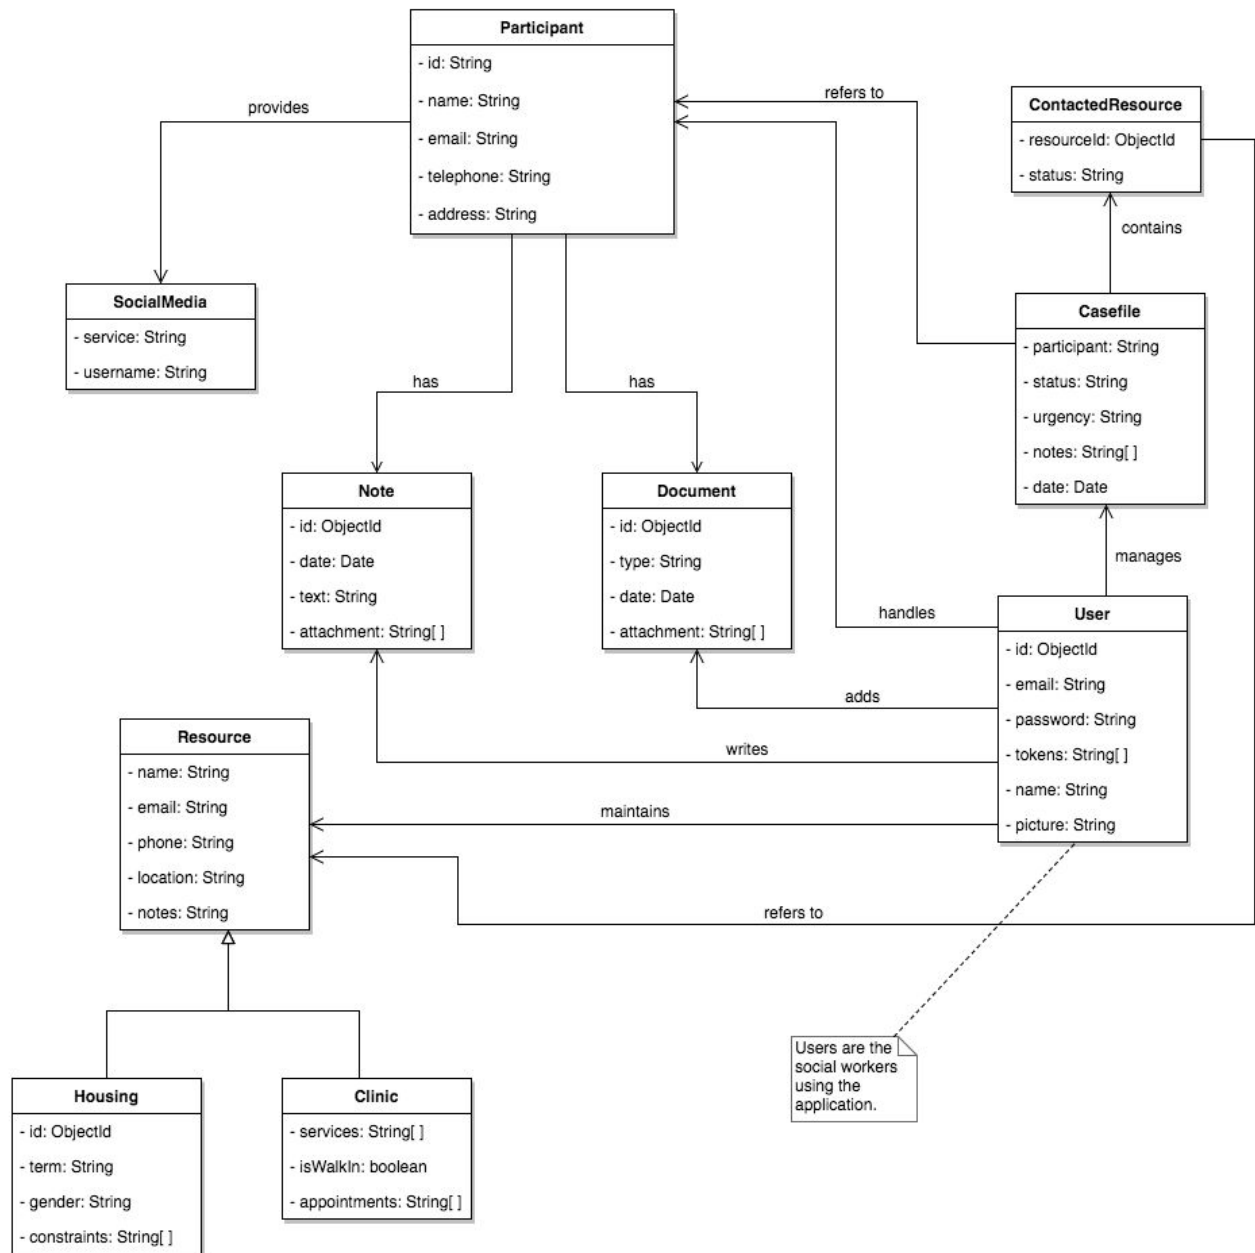 Participant
- id: String
- name: String
- email: String
- telephone: String
- address: String
provides
refers to
ContactedResource
- resourceId: ObjectId
- status: String
contains
SocialMedia
- service: String
- username: String
Casefile
- participant: String
- status: String
- urgency: String
- notes: String[ ]
- date: Date
has
has
Note
- id: ObjectId
- date: Date
- text: String
- attachment: String[ ]
Document
- id: ObjectId
- type: String
- date: Date
- attachment: String[ ]
manages
handles
User
- id: ObjectId
- email: String
- password: String
- tokens: String[ ]
- name: String
- picture: String
adds
writes
maintains
Resource
- name: String
- email: String
- phone: String
- location: String
- notes: String
refers to
Users are the
social workers
using the
application.
Housing
- id: ObjectId
- term: String
- gender: String
- constraints: String[ ]
Clinic
- services: String[ ]
- isWalkIn: boolean
- appointments: String[ ]